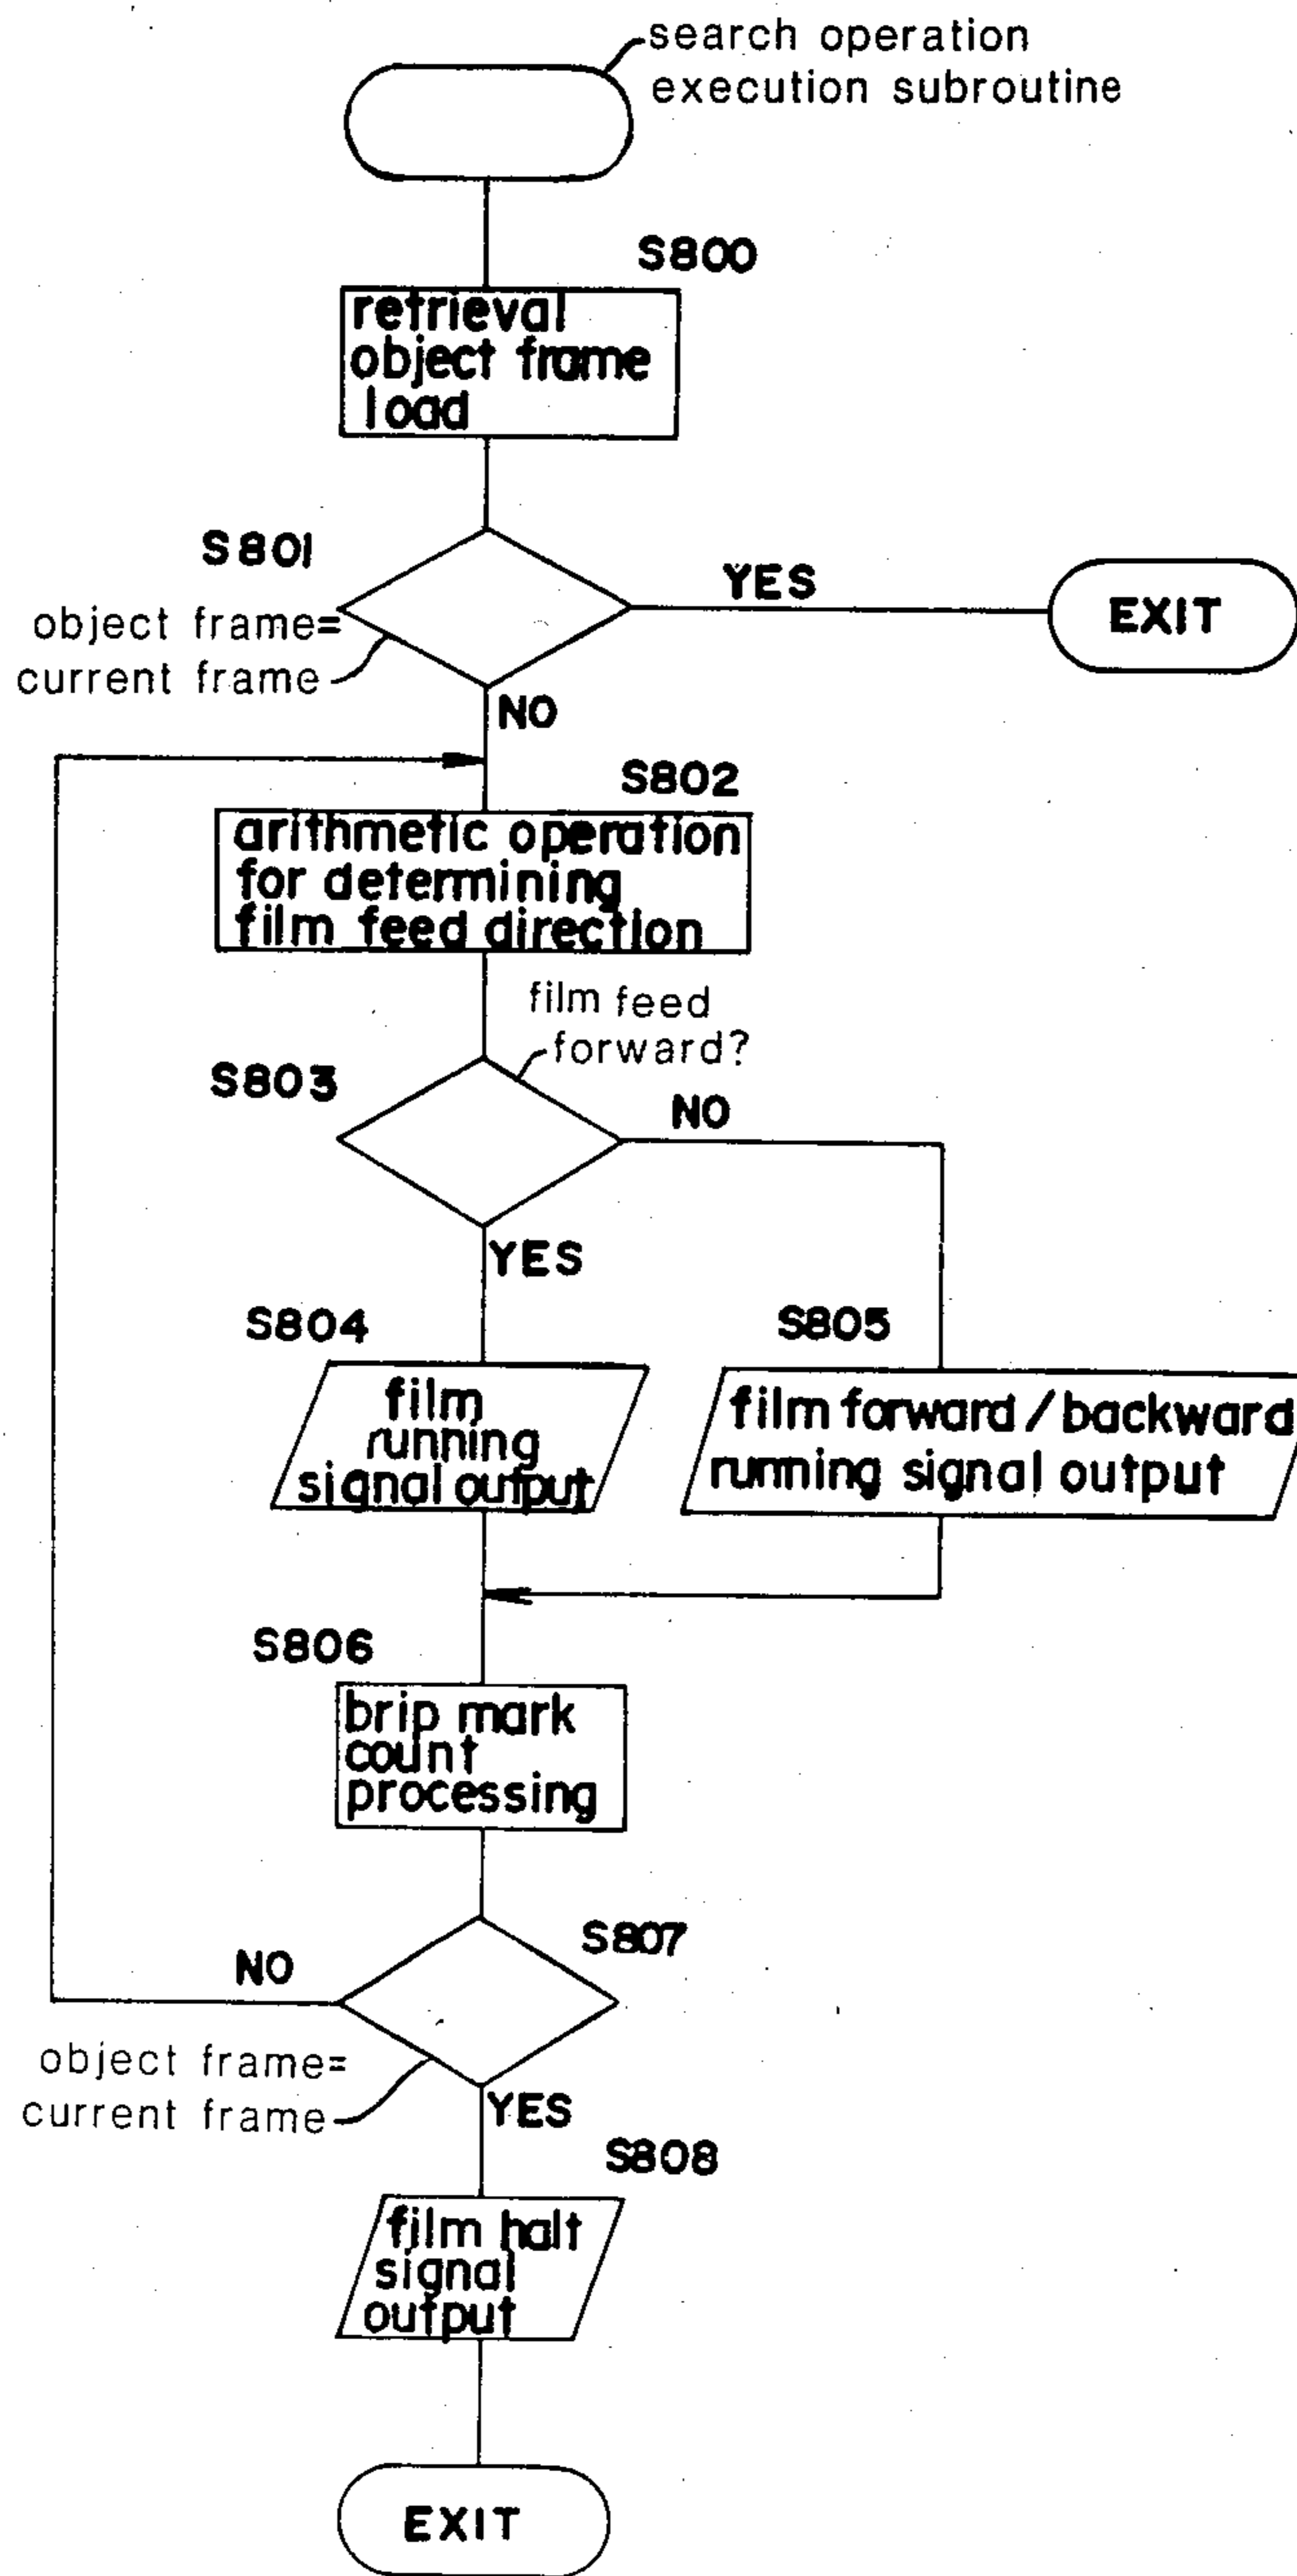 search operation
execution subroutine
S800
retrieval
object frame
load
S801
object frame=
current frame
YES
EXIT
NO
S802
arithmetic operation
for determining
film feed direction
film feed
forward?
S803
NO
YES
S804
film
running
signal output
S805
film forward / backward
running signal output
S806
brip mark
count
processing
S807
NO
object frame=
current frame
YES
S808
film halt
signal
output
EXIT